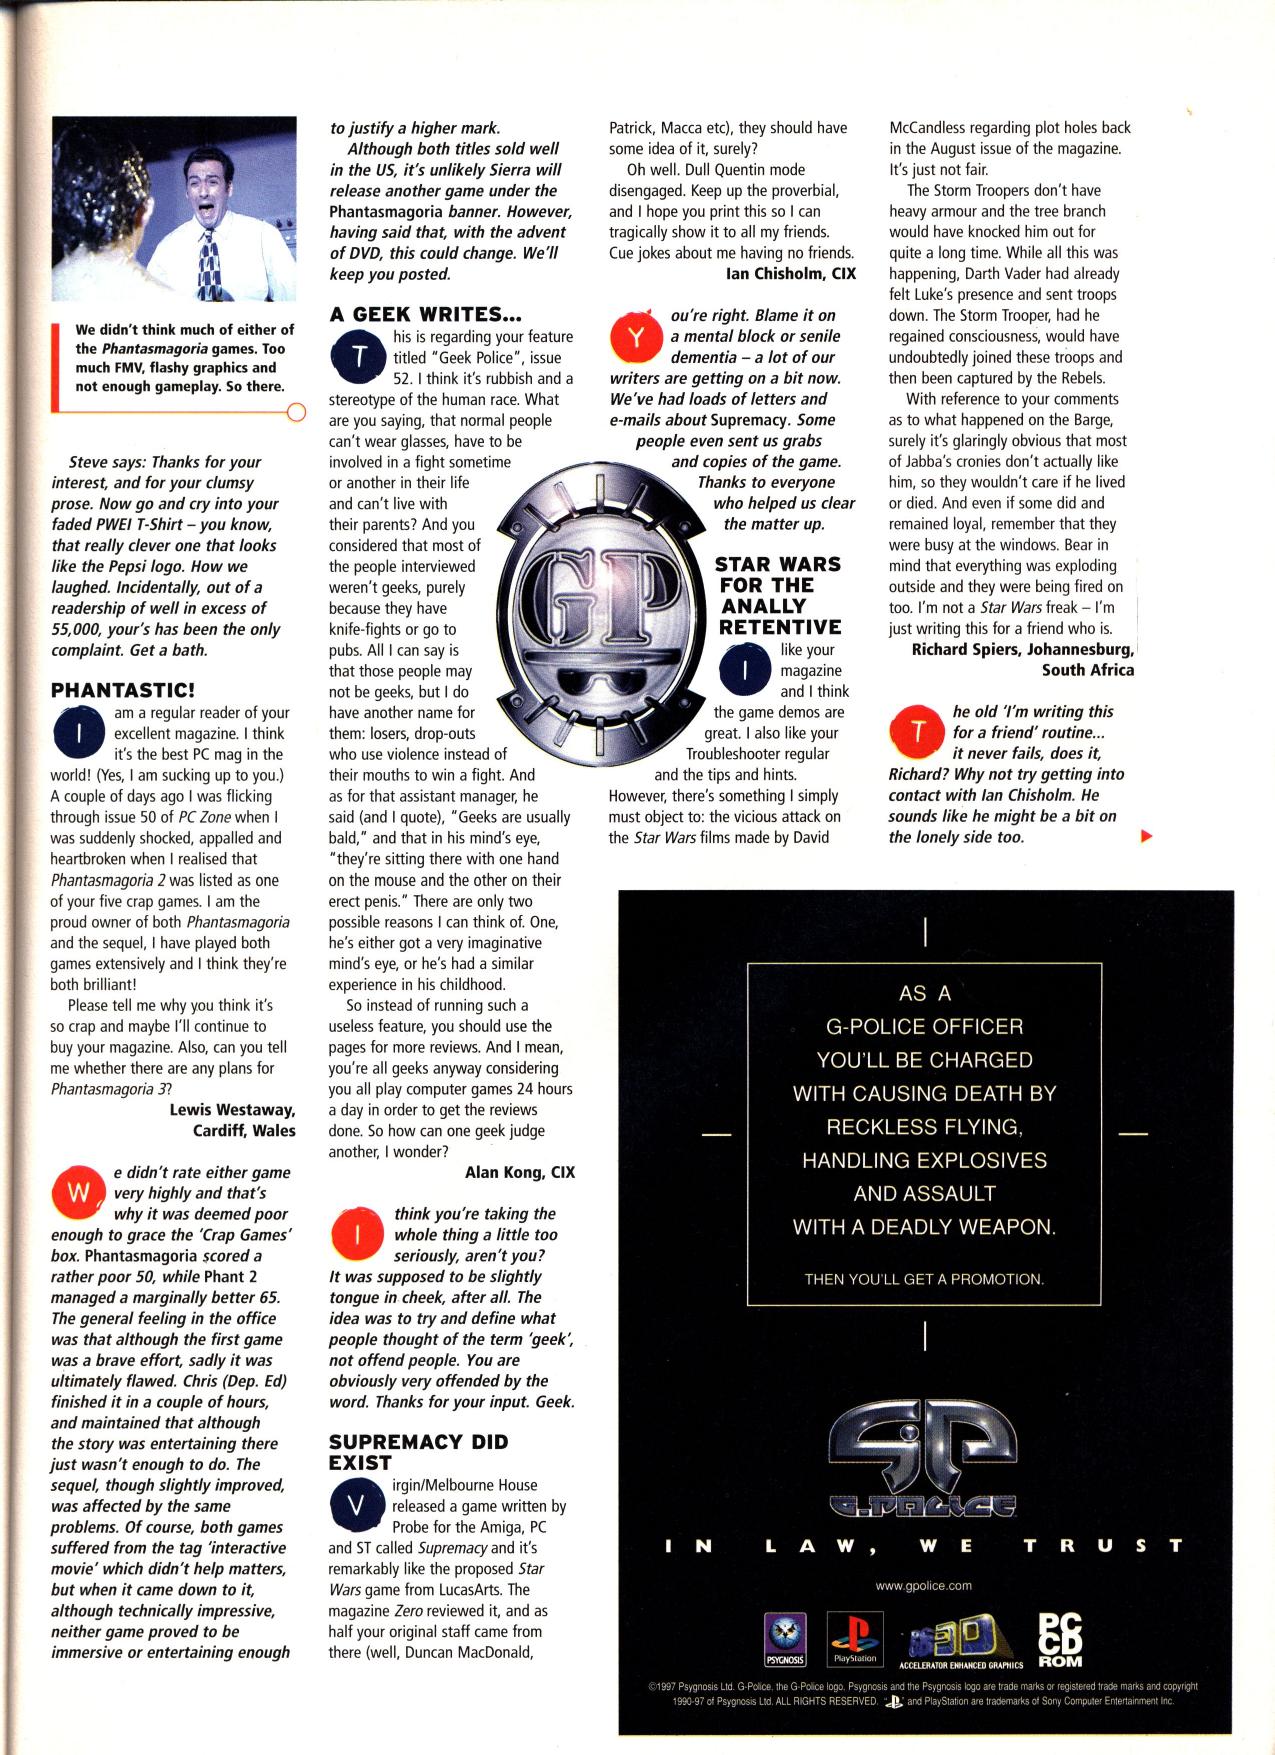 We didn't think much of either of
the Phantasmagoria games. Too
much FMV, flashy graphics and
not enough gameplay. So there.
Steve says: Thanks for your
interest, and for your clumsy
prose. Now go and cry into your
faded PWEI T-Shirt – you know,
that really clever one that looks
like the Pepsi logo. How we
laughed. Incidentally, out of a
readership of well in excess of
55,000, your's has been the only
complaint. Get a bath.
PHANTASTIC!
I am a regular reader of your
excellent magazine. I think
it's the best PC mag in the
world! (Yes, I am sucking up to you.)
A couple of days ago I was flicking
through issue 50 of PC Zone when I
was suddenly shocked, appalled and
heartbroken when I realised that
Phantasmagoria 2 was listed as one
of your five crap games. I am the
proud owner of both Phantasmagoria
and the sequel, I have played both
games extensively and I think they're
both brilliant!
Please tell me why you think it's
so crap and maybe I'll continue to
buy your magazine. Also, can you tell
me whether there are any plans for
Phantasmagoria 3?
Lewis Westaway,
Cardiff, Wales
We didn't rate either game
very highly and that's
why it was deemed poor
enough to grace the 'Crap Games'
box. Phantasmagoria scored a
rather poor 50, while Phant 2
managed a marginally better 65.
The general feeling in the office
was that although the first game
was a brave effort, sadly it was
ultimately flawed. Chris (Dep. Ed)
finished it in a couple of hours,
and maintained that although
the story was entertaining there
just wasn't enough to do. The
sequel, though slightly improved,
was affected by the same
problems. Of course, both games
suffered from the tag 'interactive
movie' which didn't help matters,
but when it came down to it,
although technically impressive,
neither game proved to be
immersive or entertaining enough
to justify a higher mark.
Although both titles sold well
in the US, it's unlikely Sierra will
release another game under the
Phantasmagoria banner. However,
having said that, with the advent
of DVD, this could change. We'll
keep you posted.
A GEEK WRITES...
This is regarding your feature
titled "Geek Police", issue
52. I think it's rubbish and a
stereotype of the human race. What
are you saying, that normal people
can't wear glasses, have to be
involved in a fight sometime
or another in their life
and can't live with
their parents? And you
considered that most of
the people interviewed
weren't geeks, purely
because they have
knife-fights or go to
pubs. All I can say is
that those people may
not be geeks, but I do
have another name for
them: losers, drop-outs
who use violence instead of
their mouths to win a fight. And
as for that assistant manager, he
said (and I quote), "Geeks are usually
bald," and that in his mind's eye,
"they're sitting there with one hand
on the mouse and the other on their
erect penis." There are only two
possible reasons I can think of. One,
he's either got a very imaginative
mind's eye, or he's had a similar
experience in his childhood.
So instead of running such a
useless feature, you should use the
pages for more reviews. And I mean,
you're all geeks anyway considering
you all play computer games 24 hours
a day in order to get the reviews
done. So how can one geek judge
another, I wonder?
Alan Kong, CIX
I think you're taking the
whole thing a little too
seriously, aren't you?
It was supposed to be slightly
tongue in cheek, after all. The
idea was to try and define what
people thought of the term 'geek',
not offend people. You are
obviously very offended by the
word. Thanks for your input. Geek.
SUPREMACY DID
EXIST
Virgin/Melbourne House
released a game written by
Probe for the Amiga, PC
and ST called Supremacy and it's
remarkably like the proposed Star
Wars game from LucasArts. The
magazine Zero reviewed it, and as
half your original staff came from
there (well, Duncan MacDonald,
Patrick, Macca etc), they should have
some idea of it, surely?
Oh well. Dull Quentin mode
disengaged. Keep up the proverbial,
and I hope you print this so I can
tragically show it to all my friends.
Cue jokes about me having no friends.
Ian Chisholm, CIX
You're right. Blame it on
a mental block or senile
dementia – a lot of our
writers are getting on a bit now.
We've had loads of letters and
e-mails about Supremacy. Some
people even sent us grabs
and copies of the game.
Thanks to everyone
who helped us clear
the matter up.
GP
STAR WARS
FOR THE
ANALLY
RETENTIVE
I like your
magazine
and I think
the game demos are
great. I also like your
Troubleshooter regular
and the tips and hints.
However, there's something I simply
must object to: the vicious attack on
the Star Wars films made by David
McCandless regarding plot holes back
in the August issue of the magazine.
It's just not fair.
The Storm Troopers don't have
heavy armour and the tree branch
would have knocked him out for
quite a long time. While all this was
happening, Darth Vader had already
felt Luke's presence and sent troops
down. The Storm Trooper, had he
regained consciousness, would have
undoubtedly joined these troops and
then been captured by the Rebels.
With reference to your comments
as to what happened on the Barge,
surely it's glaringly obvious that most
of Jabba's cronies don't actually like
him, so they wouldn't care if he lived
or died. And even if some did and
remained loyal, remember that they
were busy at the windows. Bear in
mind that everything was exploding
outside and they were being fired on
too. I'm not a Star Wars freak – I'm
just writing this for a friend who is.
Richard Spiers, Johannesburg,
South Africa
The old 'I'm writing this
for a friend' routine...
it never fails, does it,
Richard? Why not try getting into
contact with Ian Chisholm. He
sounds like he might be a bit on
the lonely side too.
AS A
G-POLICE OFFICER
YOU'LL BE CHARGED
WITH CAUSING DEATH BY
RECKLESS FLYING,
HANDLING EXPLOSIVES
AND ASSAULT
WITH A DEADLY WEAPON.
THEN YOU'LL GET A PROMOTION.
GP
G-POLICE
IN LAW, WE TRUST
www.gpolice.com
PSYGNOSIS
PlayStation
3D
ACCELERATOR ENHANCED GRAPHICS
PC
CD
ROM
©1997 Psygnosis Ltd. G-Police, the G-Police logo, Psygnosis and the Psygnosis logo are trade marks or registered trade marks and copyright
1990-97 of Psygnosis Ltd. ALL RIGHTS RESERVED. " " and PlayStation are trademarks of Sony Computer Entertainment Inc.